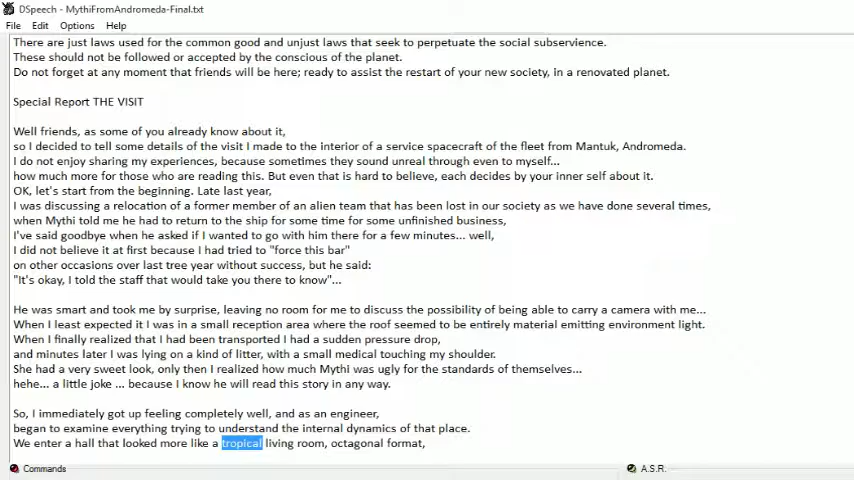 DSpeech - MythiFromAndromeda-Final.txt
File Edit Options Help
There are just laws used for the common good and unjust laws that seek to perpetuate the social subservience.
These should not be followed or accepted by the conscious of the planet.
Do not forget at any moment that friends will be here; ready to assist the restart of your new society, in a renovated planet.
Special Report THE VISIT
Well friends, as some of you already know about it,
so I decided to tell some details of the visit I made to the interior of a service spacecraft of the fleet from Mantuk, Andromeda.
I do not enjoy sharing my experiences, because sometimes they sound unreal through even to myself...
how much more for those who are reading this. But even that is hard to believe, each decides by your inner self about it.
OK, let's start from the beginning. Late last year,
I was discussing a relocation of a former member of an alien team that has been lost in our society as we have done several times,
when Mythi told me he had to return to the ship for some time for some unfinished business,
I've said goodbye when he asked if I wanted to go with him there for a few minutes... well,
I did not believe it at first because I had tried to "force this bar"
on other occasions over last tree year without success, but he said:
"It's okay, I told the staff that would take you there to know"...
He was smart and took me by surprise, leaving no room for me to discuss the possibility of being able to carry a camera with me...
When I least expected it I was in a small reception area where the roof seemed to be entirely material emitting environment light.
When I finally realized that I had been transported I had a sudden pressure drop,
and minutes later I was lying on a kind of litter, with a small medical touching my shoulder.
She had a very sweet look, only then I realized how much Mythi was ugly for the standards of themselves...
hehe... a little joke ... because I know he will read this story in any way.
So, I immediately got up feeling completely well, and as an engineer,
began to examine everything trying to understand the internal dynamics of that place.
We enter a hall that looked more like a tropical living room, octagonal format,
Commands A.S.R.